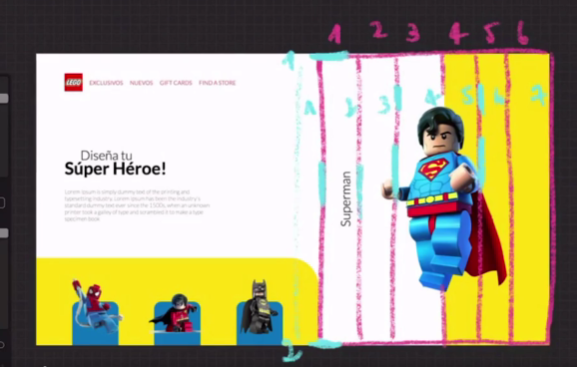 1 2 3 4 5 6
1
LEGO EXCLUSIVOS NUEVOS GIFT CARDS FIND A STORE
1 2 3 4 5 6 7
Diseña tu
Súper Héroe!
Superman
Lorem Ipsum is simply dummy text of the printing and
typesetting industry. Lorem Ipsum has been the industry's
standard dummy text ever since the 1500s, when an unknown
printer took a galley of type and scrambled it to make a type
specimen book
2